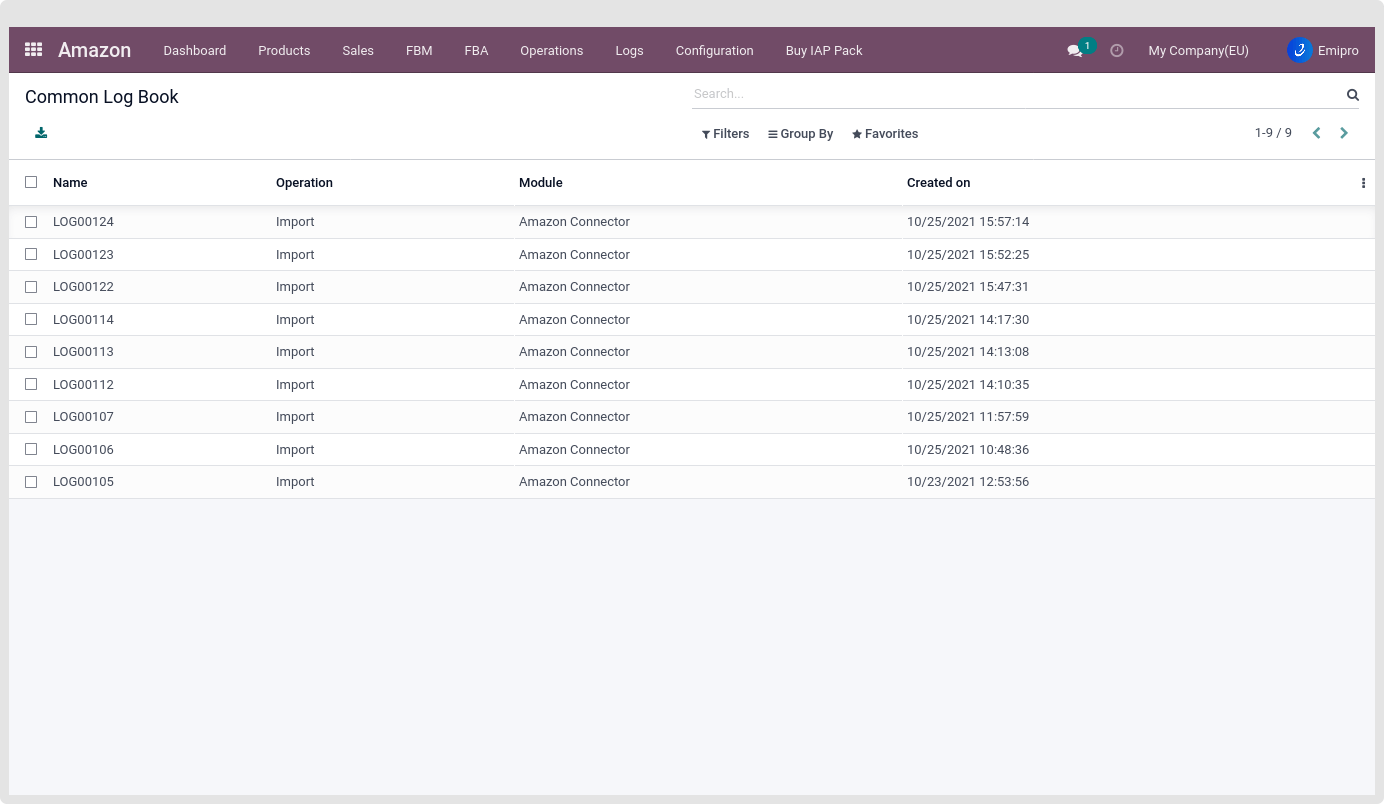 Amazon Dashboard Products Sales FBM FBA Operations Logs Configuration Buy IAP Pack 1 My Company(EU) Emipro
Common Log Book Search...
Filters Group By Favorites 1-9 / 9
Name Operation Module Created on
LOG00124 Import Amazon Connector 10/25/2021 15:57:14
LOG00123 Import Amazon Connector 10/25/2021 15:52:25
LOG00122 Import Amazon Connector 10/25/2021 15:47:31
LOG00114 Import Amazon Connector 10/25/2021 14:17:30
LOG00113 Import Amazon Connector 10/25/2021 14:13:08
LOG00112 Import Amazon Connector 10/25/2021 14:10:35
LOG00107 Import Amazon Connector 10/25/2021 11:57:59
LOG00106 Import Amazon Connector 10/25/2021 10:48:36
LOG00105 Import Amazon Connector 10/23/2021 12:53:56